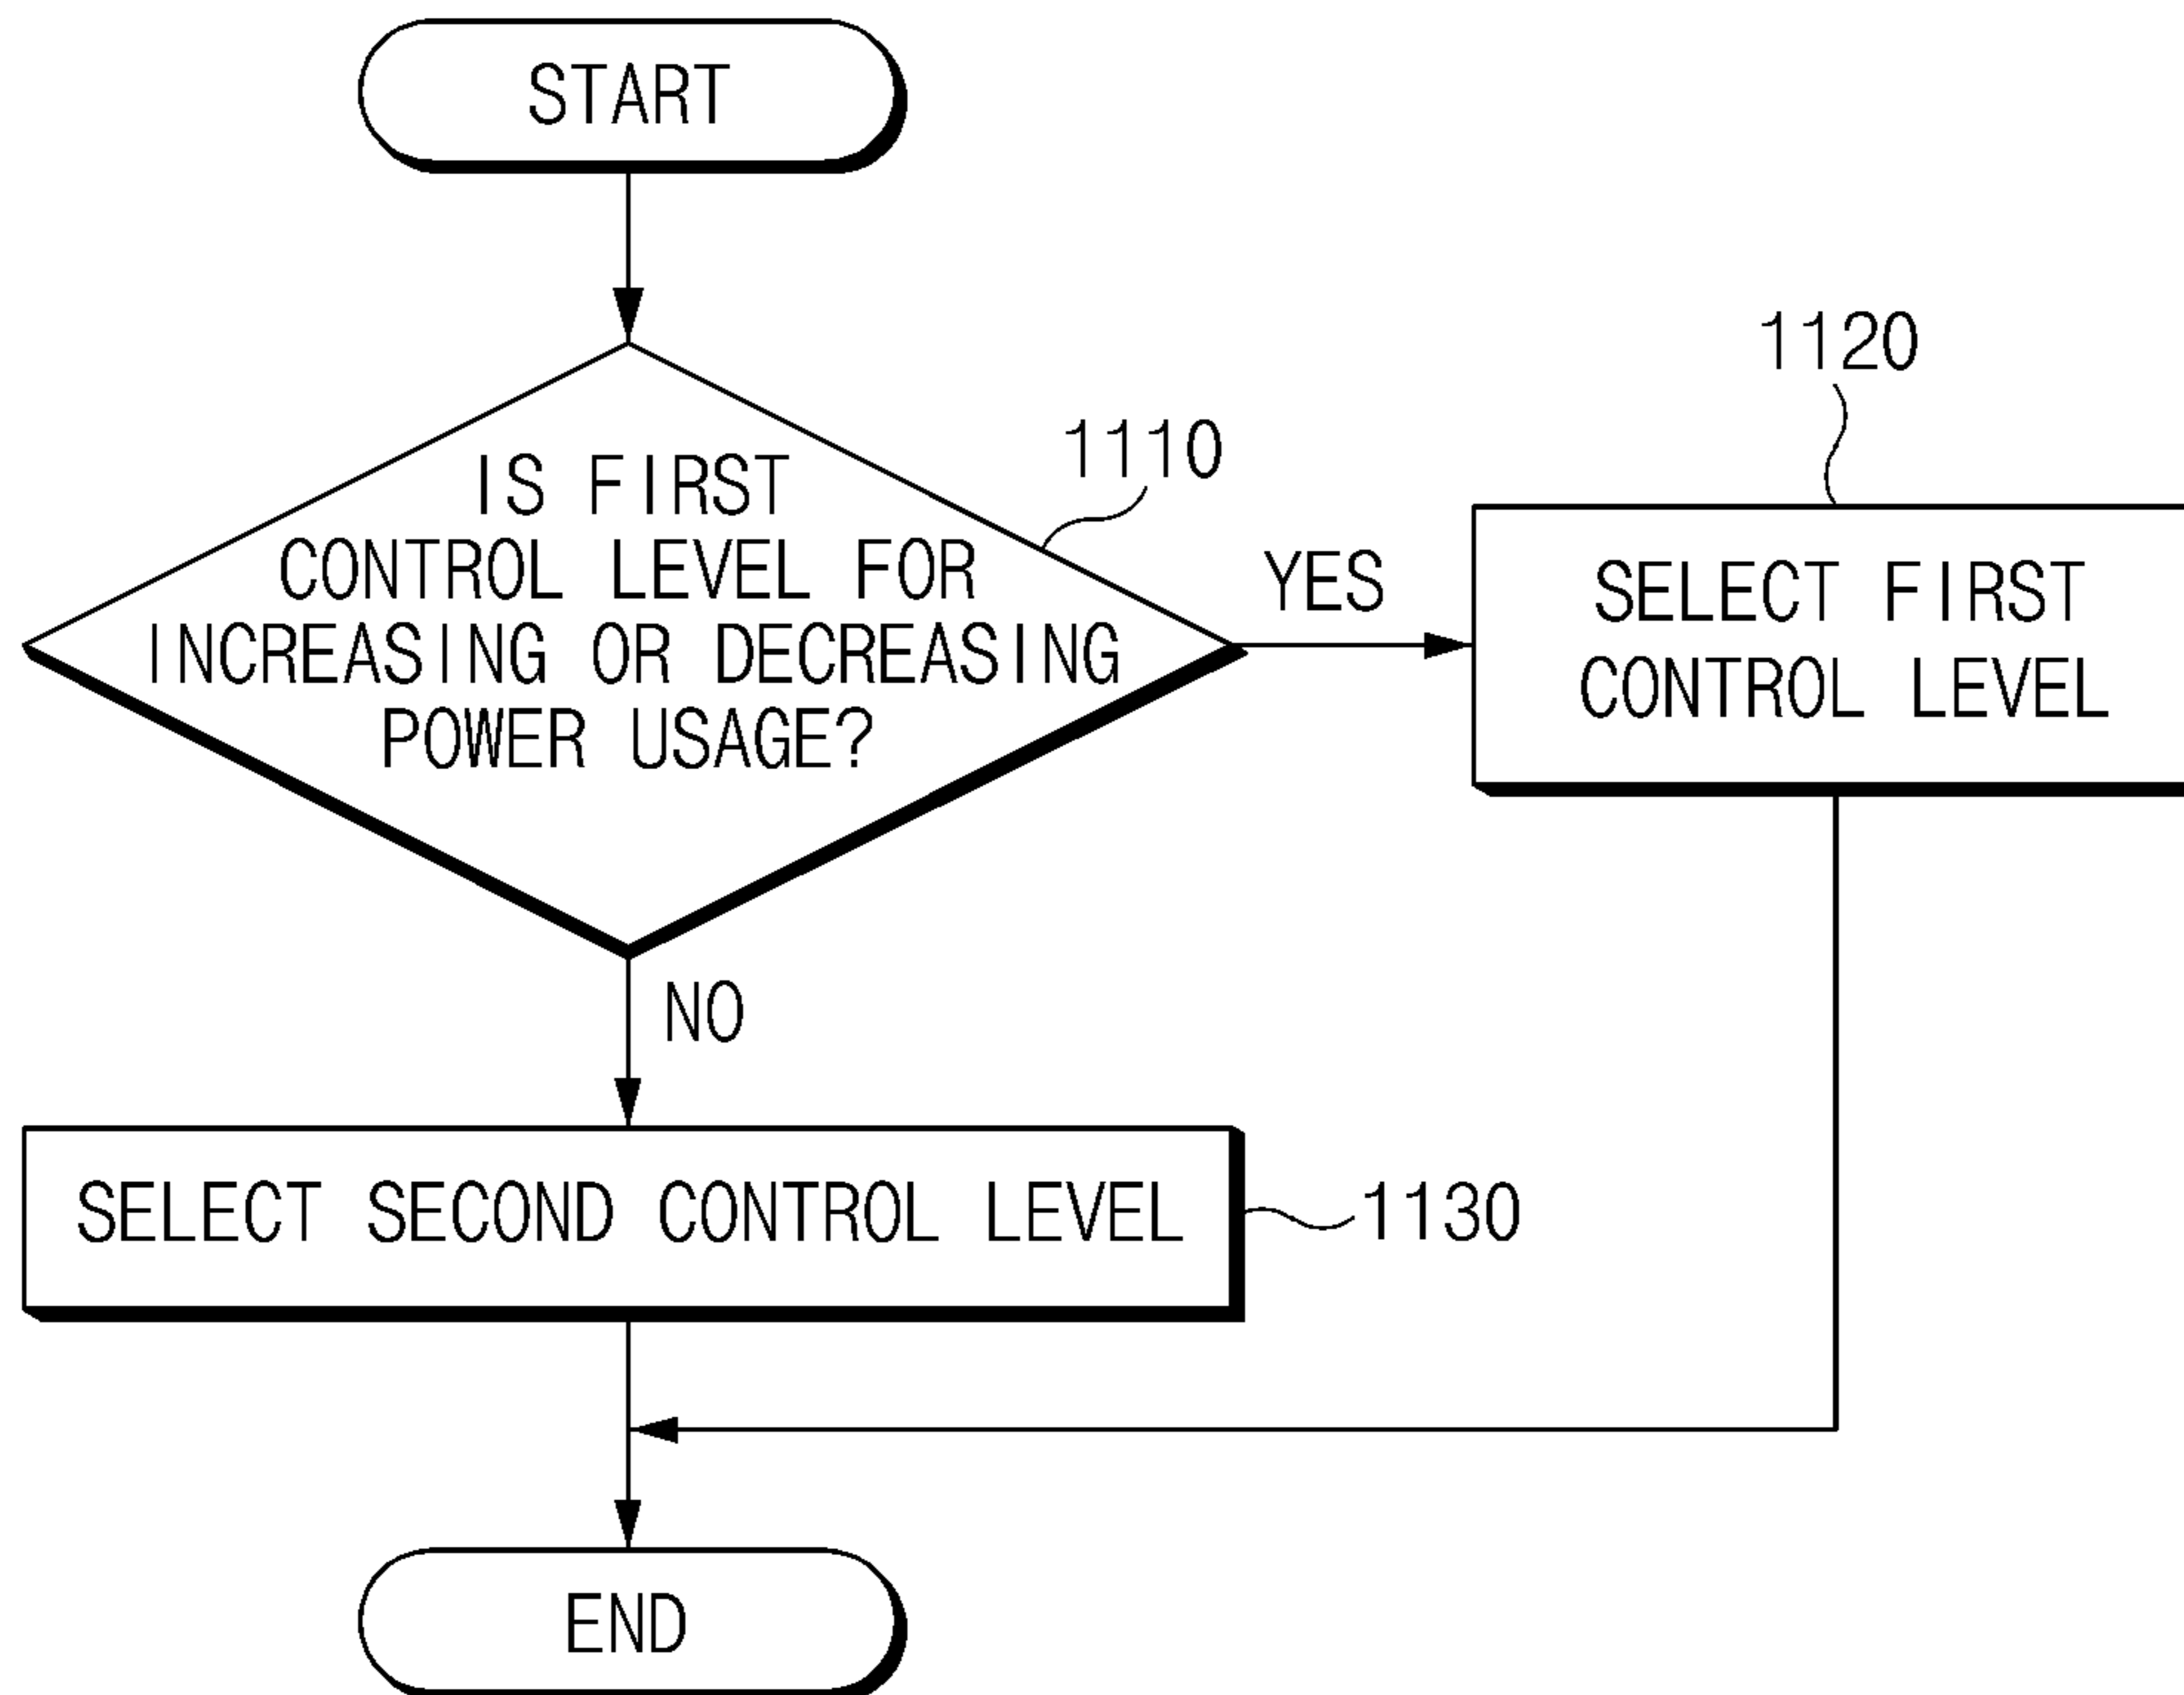 START
1110
IS FIRST
CONTROL LEVEL FOR
INCREASING OR DECREASING
POWER USAGE?
YES
1120
SELECT FIRST
CONTROL LEVEL
NO
SELECT SECOND CONTROL LEVEL
1130
END